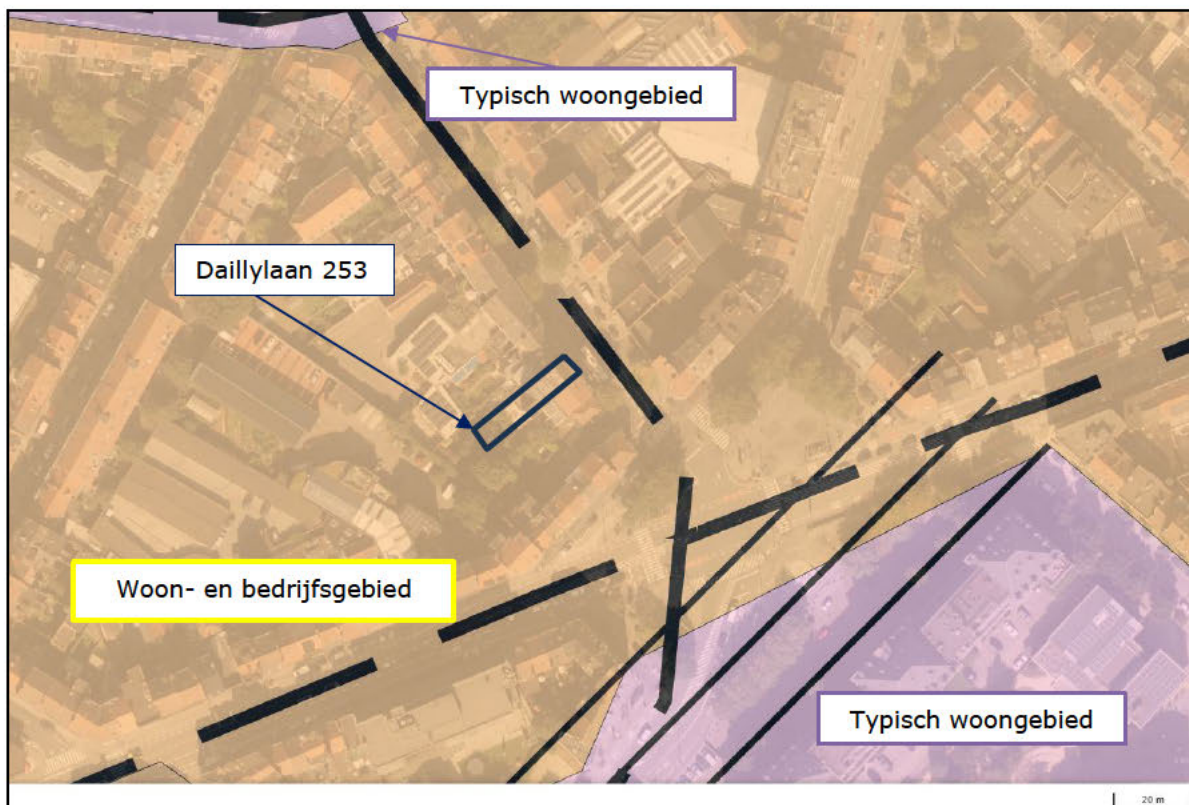 Typisch woongebied
Daillylaan 253
Woon- en bedrijfsgebied
Typisch woongebied
20 m